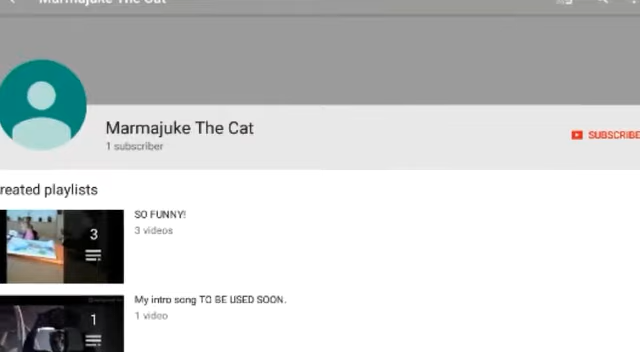 Marmajuke The Cat
Marmajuke The Cat
1 subscriber
SUBSCRIBE
reated playlists
3
SO FUNNY!
3 videos
1
My intro song TO BE USED SOON.
1 video